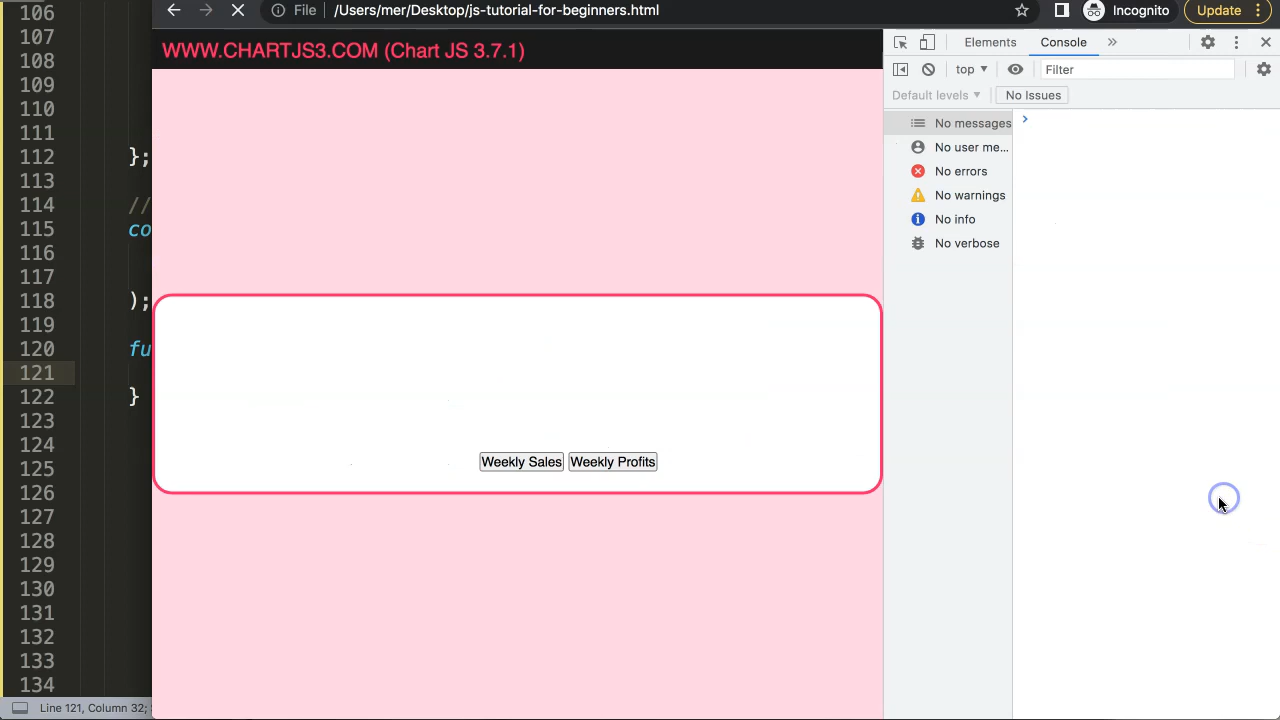 File /Users/mer/Desktop/js-tutorial-for-beginners.html
Incognito
Update
WWW.CHARTJS3.COM (Chart JS 3.7.1)
Elements Console
top
Filter
Default levels No Issues
No messages
No user me...
No errors
No warnings
No info
No verbose
Weekly Sales Weekly Profits
106
107
108
109
110
111
112 };
113
114 //
115 co
116
117
118 );
119
120 fu
121
122 }
123
124
125
126
127
128
129
130
131
132
133
134
Line 121, Column 32;